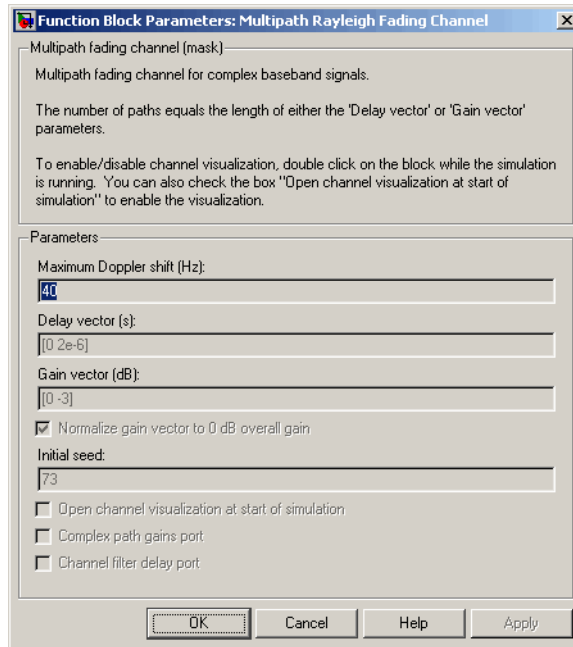 Function Block Parameters: Multipath Rayleigh Fading Channel
Multipath fading channel (mask)
Multipath fading channel for complex baseband signals.
The number of paths equals the length of either the 'Delay vector' or 'Gain vector'
parameters.
To enable/disable channel visualization, double click on the block while the simulation
is running. You can also check the box "Open channel visualization at start of
simulation" to enable the visualization.
Parameters
Maximum Doppler shift (Hz):
40
Delay vector (s):
[0 2e-6]
Gain vector (dB):
[0 -3]
Normalize gain vector to 0 dB overall gain
Initial seed:
73
Open channel visualization at start of simulation
Complex path gains port
Channel filter delay port
OK Cancel Help Apply